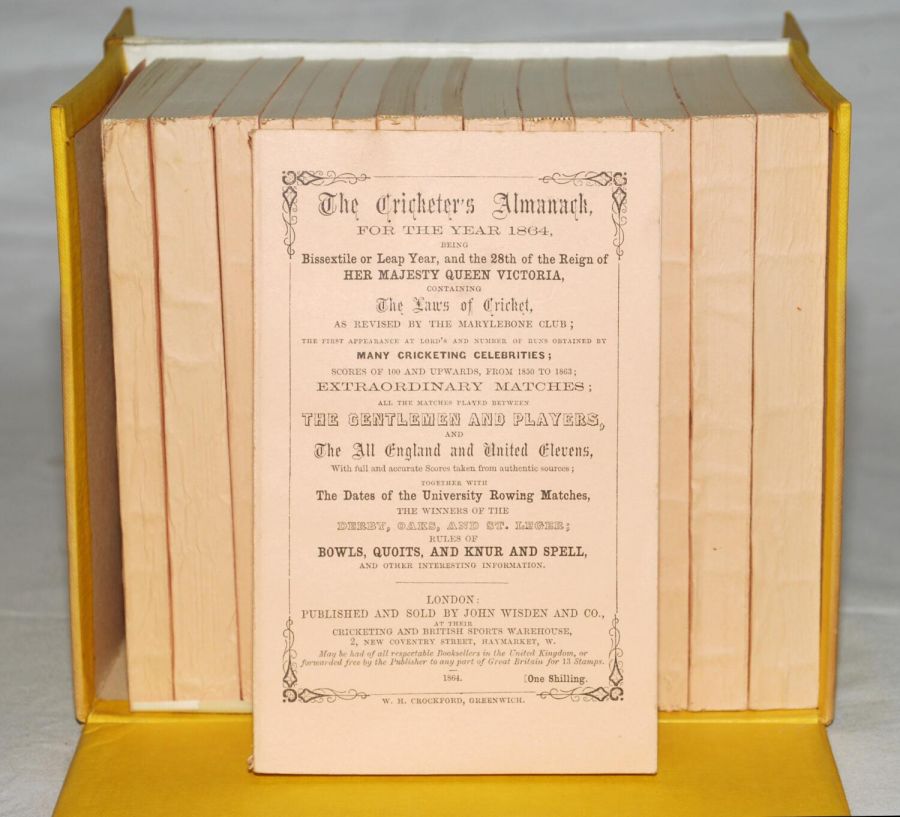 The Cricketer's Almanack,
FOR THE YEAR 1864,
BEING
Bissextile or Leap Year, and the 28th of the Reign of
HER MAJESTY QUEEN VICTORIA,
CONTAINING
The Laws of Cricket,
AS REVISED BY THE MARYLEBONE CLUB;
THE FIRST APPEARANCE AT LORD'S AND NUMBER OF RUNS OBTAINED BY
MANY CRICKETING CELEBRITIES;
SCORES OF 100 AND UPWARDS, FROM 1850 TO 1863;
EXTRAORDINARY MATCHES;
ALL THE MATCHES PLAYED BETWEEN
THE GENTLEMEN AND PLAYERS,
AND
The All England and United Elevens,
With full and accurate Scores taken from authentic sources;
TOGETHER WITH
The Dates of the University Rowing Matches,
THE WINNERS OF THE
DERBY, OAKS, AND ST. LEGER;
RULES OF
BOWLS, QUOITS, AND KNUR AND SPELL,
AND OTHER INTERESTING INFORMATION.
LONDON:
PUBLISHED AND SOLD BY JOHN WISDEN AND CO.,
AT THEIR
CRICKETING AND BRITISH SPORTS WAREHOUSE,
2, NEW COVENTRY STREET, HAYMARKET, W.
May be had of all respectable Booksellers in the United Kingdom, or
forwarded free by the Publisher to any part of Great Britain for 13 Stamps.
1864. [One Shilling.
W. H. CROCKFORD, GREENWICH.